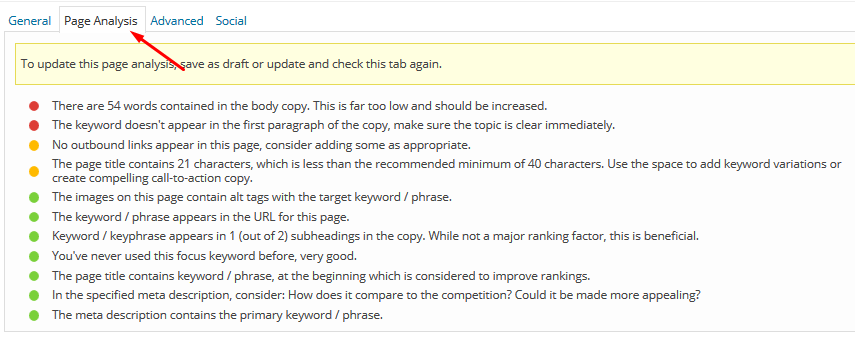 General Page Analysis Advanced Social
To update this page analysis, save as draft or update and check this tab again.
There are 54 words contained in the body copy. This is far too low and should be increased.
The keyword doesn't appear in the first paragraph of the copy, make sure the topic is clear immediately.
No outbound links appear in this page, consider adding some as appropriate.
The page title contains 21 characters, which is less than the recommended minimum of 40 characters. Use the space to add keyword variations or
create compelling call-to-action copy.
The images on this page contain alt tags with the target keyword / phrase.
The keyword / phrase appears in the URL for this page.
Keyword / keyphrase appears in 1 (out of 2) subheadings in the copy. While not a major ranking factor, this is beneficial.
You've never used this focus keyword before, very good.
The page title contains keyword / phrase, at the beginning which is considered to improve rankings.
In the specified meta description, consider: How does it compare to the competition? Could it be made more appealing?
The meta description contains the primary keyword / phrase.